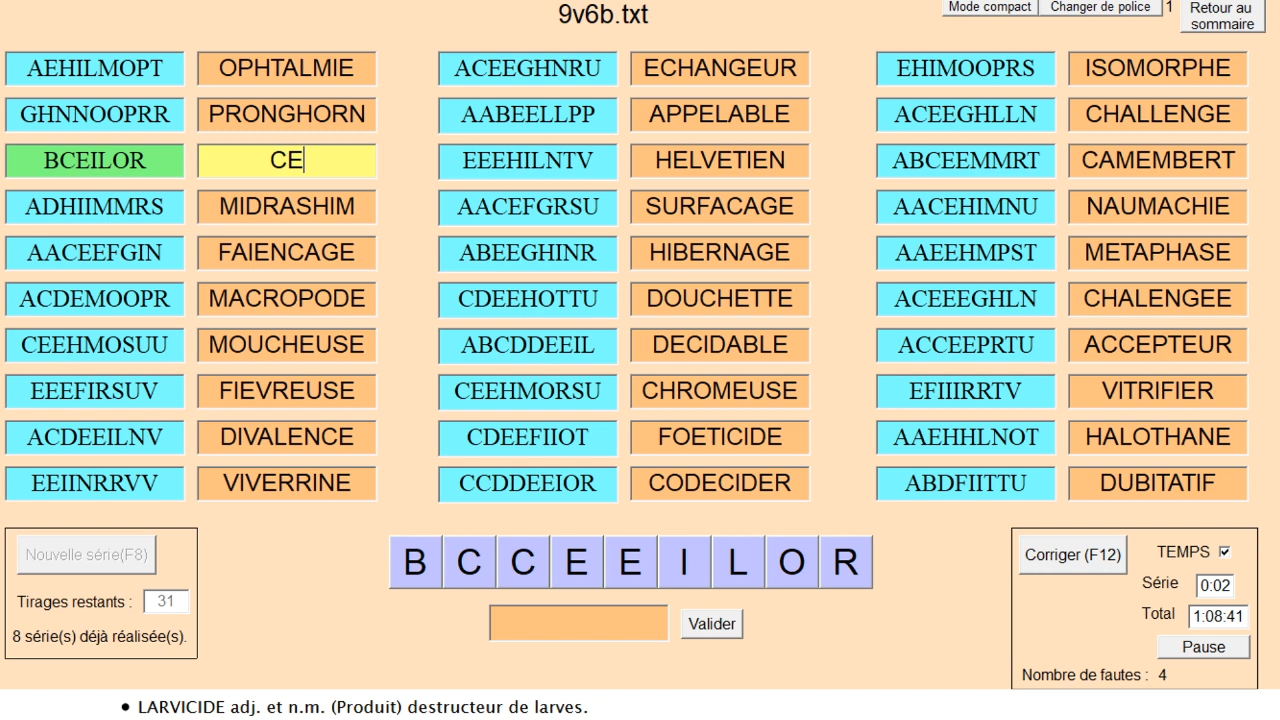 9v6b.txt
Mode compact Changer de police 1 Retour au sommaire
AEHILMOPT OPHTALMIE ACEEGHNRU ECHANGEUR EHIMOOPRS ISOMORPHE
GHNNOOPRR PRONGHORN AABEELLPP APPELABLE ACEEGHLLN CHALLENGE
BCEILOR CE EEEHILNTV HELVETIEN ABCEEMMRT CAMEMBERT
ADHIIMMRS MIDRASHIM AACEFGRSU SURFACAGE AACEHIMNU NAUMACHIE
AACEEFGIN FAIENCAGE ABEEGHINR HIBERNAGE AAEEHMPST METAPHASE
ACDEMOOPR MACROPODE CDEEHOTTU DOUCHETTE ACEEEGHLN CHALENGEE
CEEHMOSUU MOUCHEUSE ABCDDEEIL DECIDABLE ACCEEPRTU ACCEPTEUR
EEEFIRSUV FIEVREUSE CEEHMORSU CHROMEUSE EFIIIRRTV VITRIFIER
ACDEEILNV DIVALENCE CDEEFIIOT FOETICIDE AAEHHLNOT HALOTHANE
EEIINRRVV VIVERRINE CCDDEEIOR CODECIDER ABDFIITTU DUBITATIF
Nouvelle série(F8)
Tirages restants : 31
8 série(s) déjà réalisée(s).
B C C E E I L O R
Valider
Corriger (F12) TEMPS
Série 0:02
Total 1:08:41
Pause
Nombre de fautes : 4
• LARVICIDE adj. et n.m. (Produit) destructeur de larves.